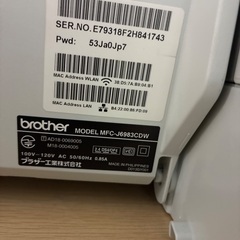 SER.NO.E79318F2H841743
Pwd: 53Ja0Jp7
MAC Address WLAN
MAC Address LAN
brother MODEL MFC-J6983CDW
100V-120V AC 50/60Hz 0.85A
ブラザー工業株式会社
MADE IN PHILIPPINES